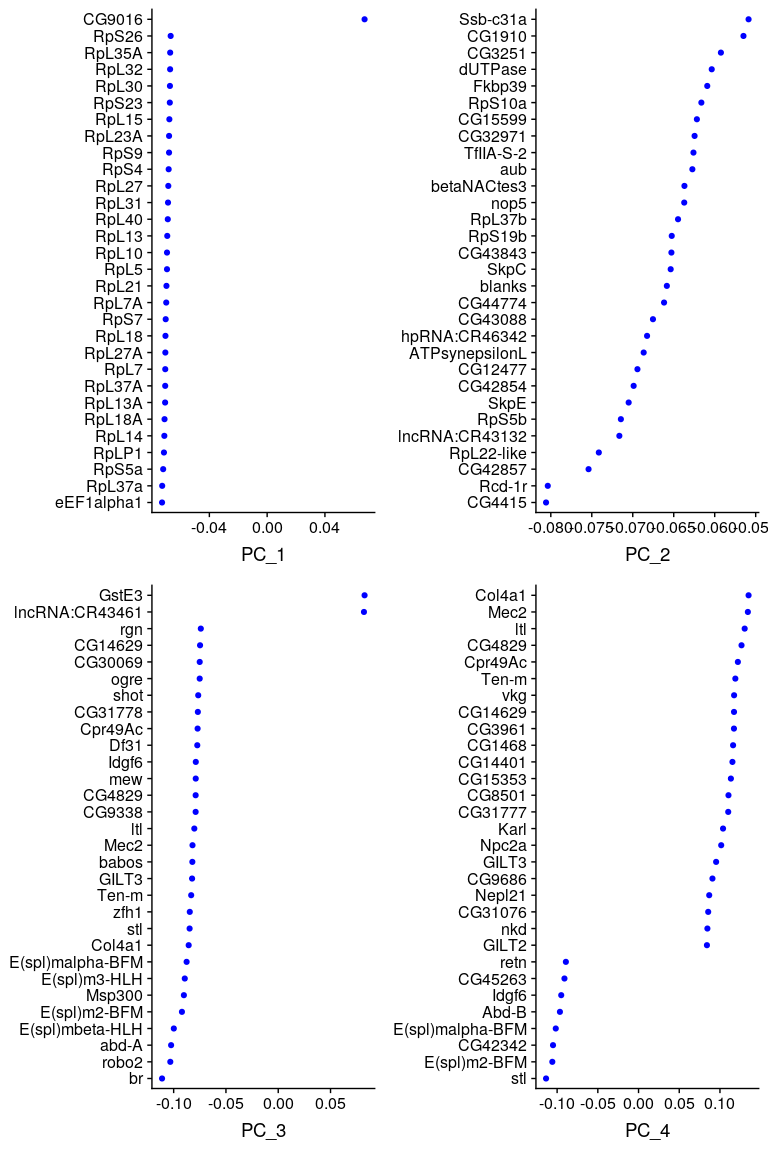 CG9016
RpS26
RpL35A
RpL32
RpL30
RpS23
RpL15
RpL23A
RpS9
RpS4
RpL27
RpL31
RpL40
RpL13
RpL10
RpL5
RpL21
RpL7A
RpS7
RpL18
RpL27A
RpL7
RpL37A
RpL13A
RpL18A
RpL14
RpLP1
RpS5a
RpL37a
eEF1alpha1
-0.04 0.00 0.04
PC_1
Ssb-c31a
CG1910
CG3251
dUTPase
Fkbp39
RpS10a
CG15599
CG32971
TfIIA-S-2
aub
betaNACtes3
nop5
RpL37b
RpS19b
CG43843
SkpC
blanks
CG44774
CG43088
hpRNA:CR46342
ATPsynepsilonL
CG12477
CG42854
SkpE
RpS5b
lncRNA:CR43132
RpL22-like
CG42857
Rcd-1r
CG4415
-0.080-0.075-0.070-0.065-0.060-0.05
PC_2
GstE3
lncRNA:CR43461
rgn
CG14629
CG30069
ogre
shot
CG31778
Cpr49Ac
Df31
Idgf6
mew
CG4829
CG9338
ltl
Mec2
babos
GILT3
Ten-m
zfh1
stl
Col4a1
E(spl)malpha-BFM
E(spl)m3-HLH
Msp300
E(spl)m2-BFM
E(spl)mbeta-HLH
abd-A
robo2
br
-0.10 -0.05 0.00 0.05
PC_3
Col4a1
Mec2
ltl
CG4829
Cpr49Ac
Ten-m
vkg
CG14629
CG3961
CG1468
CG14401
CG15353
CG8501
CG31777
Karl
Npc2a
GILT3
CG9686
Nepl21
CG31076
nkd
GILT2
retn
CG45263
Idgf6
Abd-B
E(spl)malpha-BFM
CG42342
E(spl)m2-BFM
stl
-0.10 -0.05 0.00 0.05 0.10
PC_4